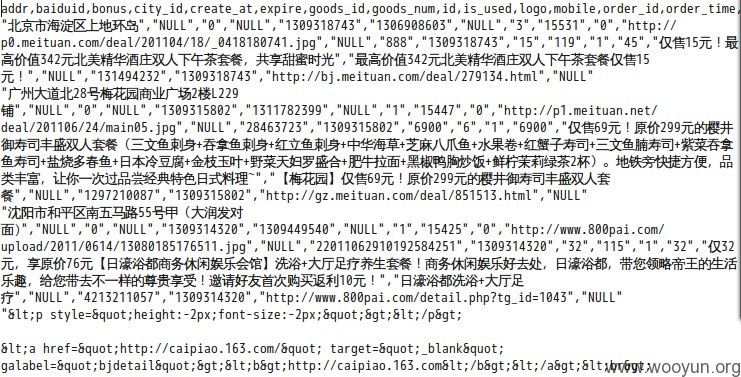 addr,baiduid,bonus,city_id,create_at,expire,goods_id,goods_num,id,is_used,logo,mobile,order_id,order_time,
"北京市海淀区上地环岛","NULL","0","NULL","1309318743","1306908603","NULL","3","15531","0","http://
p0.meituan.com/deal/201104/18/_0418180741.jpg","NULL","888","1309318743","15","119","1","45","仅售15元！最
高价值342元北美精华酒庄双人下午茶套餐，共享甜蜜时光","最高价值342元北美精华酒庄双人下午茶套餐仅售15
元！","NULL","131494232","1309318743","http://bj.meituan.com/deal/279134.html","NULL"
"广州大道北28号梅花园商业广场2楼L229
铺","NULL","0","NULL","1309315802","1311782399","NULL","1","15447","0","http://p1.meituan.net/
deal/201106/24/main05.jpg","NULL","28463723","1309315802","6900","6","1","6900","仅售69元！原价299元的樱井
御寿司丰盛双人套餐（三文鱼刺身+吞拿鱼刺身+红立鱼刺身+中华海草+芝麻八爪鱼+水果卷+红蟹子寿司+三文鱼腩寿司+紫菜吞拿
鱼寿司+盐烧多春鱼+日本冷豆腐+金枝玉叶+野菜天妇罗盛合+肥牛拉面+黑椒鸭胸炒饭+鲜柠茉莉绿茶2杯）。地铁旁快捷方便，品
类丰富，让你一次过品尝经典特色日式料理~","【梅花园】仅售69元！原价299元的樱井御寿司丰盛双人套
餐","NULL","1297210087","1309315802","http://gz.meituan.com/deal/851513.html","NULL"
"沈阳市和平区南五马路55号甲（大润发对
面）","NULL","0","NULL","1309314320","1309449540","NULL","1","15425","0","http://www.800pai.com/
upload/2011/0614/13080185176511.jpg","NULL","22011062910192584251","1309314320","32","115","1","32","仅32
元，享原价76元【日濠浴都商务休闲娱乐会馆】洗浴+大厅足疗养生套餐！商务休闲娱乐好去处，日濠浴都，带您领略帝王的生活
乐趣，给您带去不一样的尊贵享受！邀请好友首次购买返利10元！","日濠浴都洗浴+大厅足
疗","NULL","4213211057","1309314320","http://www.800pai.com/detail.php?tg_id=1043","NULL"
"&lt;p style=&quot;height:-2px;font-size:-2px;&quot;&gt;&lt;/p&gt;
&lt;a href=&quot;http://caipiao.163.com/&quot; target=&quot;_blank&quot;
galabel=&quot;bjdetail&quot;&gt;&lt;b&gt;http://caipiao.163.com&lt;/b&gt;&lt;/a&gt;&lt;br&gt;
www.wooyun.org